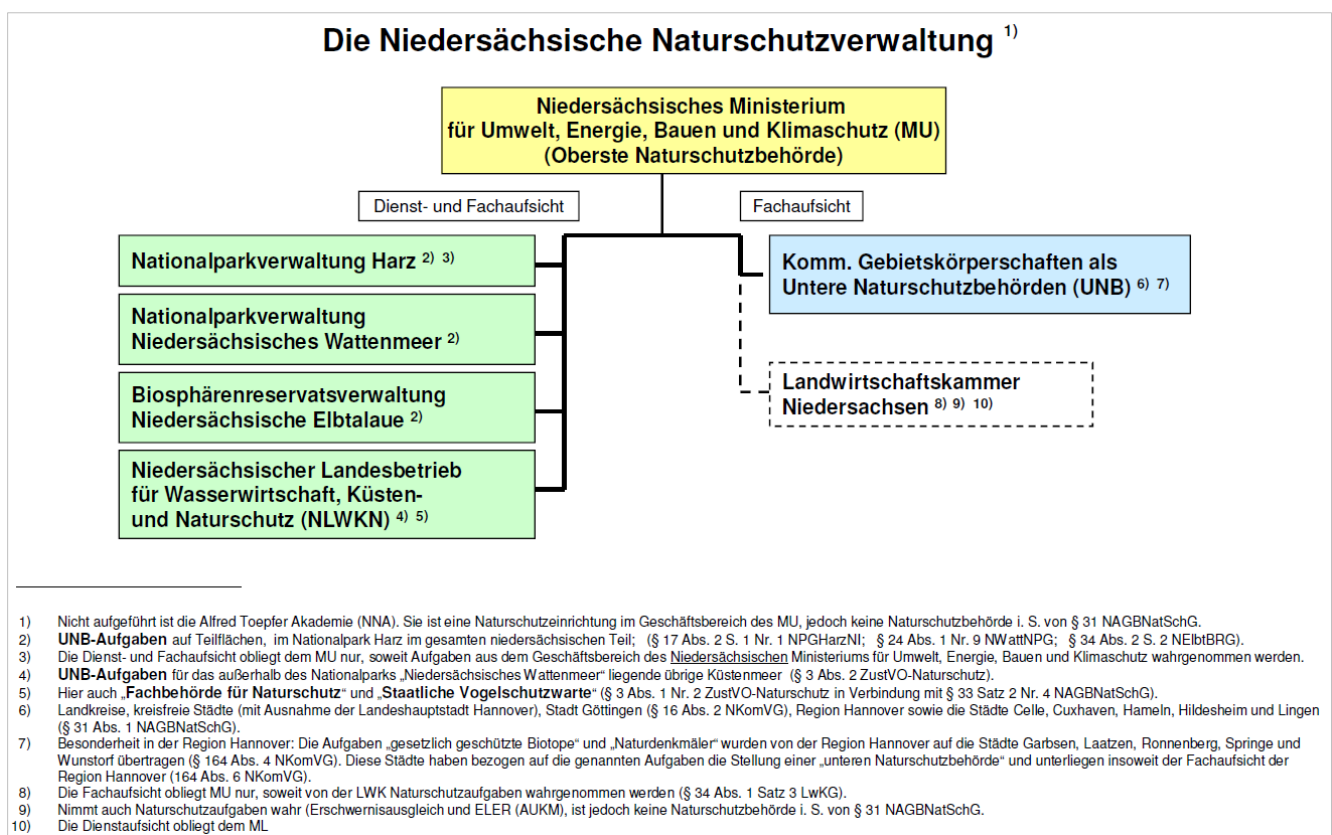 Die Niedersächsische Naturschutzverwaltung 1)
Niedersächsisches Ministerium
für Umwelt, Energie, Bauen und Klimaschutz (MU)
(Oberste Naturschutzbehörde)
Dienst- und Fachaufsicht
Fachaufsicht
Nationalparkverwaltung Harz 2) 3)
Nationalparkverwaltung
Niedersächsisches Wattenmeer 2)
Biosphärenreservatsverwaltung
Niedersächsische Elbtalaue 2)
Niedersächsischer Landesbetrieb
für Wasserwirtschaft, Küsten-
und Naturschutz (NLWKN) 4) 5)
Komm. Gebietskörperschaften als
Untere Naturschutzbehörden (UNB) 6) 7)
Landwirtschaftskammer
Niedersachsen 8) 9) 10)
1) Nicht aufgeführt ist die Alfred Toepfer Akademie (NNA). Sie ist eine Naturschutzeinrichtung im Geschäftsbereich des MU, jedoch keine Naturschutzbehörde i. S. von § 31 NAGBNatSchG.
2) UNB-Aufgaben auf Teilflächen, im Nationalpark Harz im gesamten niedersächsischen Teil; (§ 17 Abs. 2 S. 1 Nr. 1 NPGHarzNI; § 24 Abs. 1 Nr. 9 NWattNPG; § 34 Abs. 2 S. 2 NElbtBRG).
3) Die Dienst- und Fachaufsicht obliegt dem MU nur, soweit Aufgaben aus dem Geschäftsbereich des Niedersächsischen Ministeriums für Umwelt, Energie, Bauen und Klimaschutz wahrgenommen werden.
4) UNB-Aufgaben für das außerhalb des Nationalparks „Niedersächsisches Wattenmeer" liegende übrige Küstenmeer (§ 3 Abs. 2 ZustVO-Naturschutz).
5) Hier auch „Fachbehörde für Naturschutz" und „Staatliche Vogelschutzwarte" (§ 3 Abs. 1 Nr. 2 ZustVO-Naturschutz in Verbindung mit § 33 Satz 2 Nr. 4 NAGBNatSchG).
6) Landkreise, kreisfreie Städte (mit Ausnahme der Landeshauptstadt Hannover), Stadt Göttingen (§ 16 Abs. 2 NKomVG), Region Hannover sowie die Städte Celle, Cuxhaven, Hameln, Hildesheim und Lingen
(§ 31 Abs. 1 NAGBNatSchG).
7) Besonderheit in der Region Hannover: Die Aufgaben „gesetzlich geschützte Biotope" und „Naturdenkmäler" wurden von der Region Hannover auf die Städte Garbsen, Laatzen, Ronnenberg, Springe und
Wunstorf übertragen (§ 164 Abs. 4 NKomVG). Diese Städte haben bezogen auf die genannten Aufgaben die Stellung einer „unteren Naturschutzbehörde" und unterliegen insoweit der Fachaufsicht der
Region Hannover (164 Abs. 6 NKomVG).
8) Die Fachaufsicht obliegt MU nur, soweit von der LWK Naturschutzaufgaben wahrgenommen werden (§ 34 Abs. 1 Satz 3 LwKG).
9) Nimmt auch Naturschutzaufgaben wahr (Erschwernisausgleich und ELER (AUKM), ist jedoch keine Naturschutzbehörde i. S. von § 31 NAGBNatSchG.
10) Die Dienstaufsicht obliegt dem ML